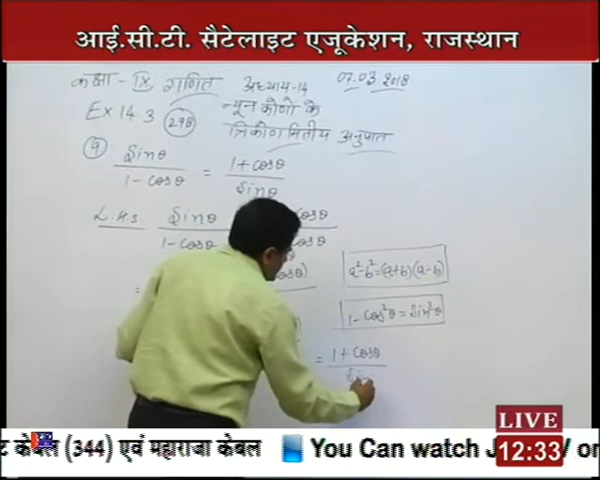 आई.सी.टी. सैटेलाइट एजूकेशन, राजस्थान
कक्षा - IX गणित अध्याय-14 07.03.2018
Ex 14.3 298 न्यून कोणो के
त्रिकोणमितीय अनुपात
9 Sinθ / 1 - cosθ = 1 + cosθ / Sinθ
L.H.S. Sinθ / 1 - cosθ
a²-b²=(a+b)(a-b)
1 - cos²θ = Sin²θ
= 1 + cosθ / Sin
LIVE
12:33
केबल (344) एवं महाराजा केबल You Can watch